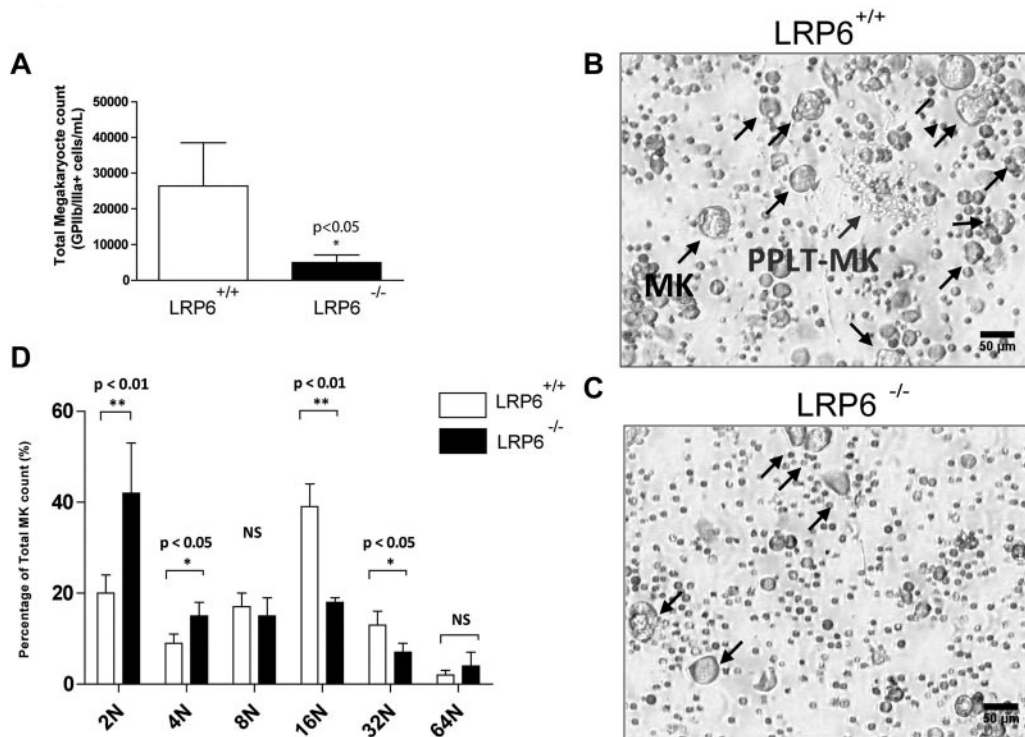 A
Total Megakaryocte count
(GPIIb/IIIa+ cells/mL)
50000
40000
30000
20000
10000
0
p<0.05
*
LRP6 +/+
LRP6 -/-
LRP6 +/+
B
MK
PPLT-MK
50 µm
D
Percentage of Total MK count (%)
60
40
20
0
p < 0.01
**
p < 0.05
*
NS
p < 0.01
**
p < 0.05
*
NS
2N
4N
8N
16N
32N
64N
LRP6 +/+
LRP6 -/-
C
LRP6 -/-
50 µm